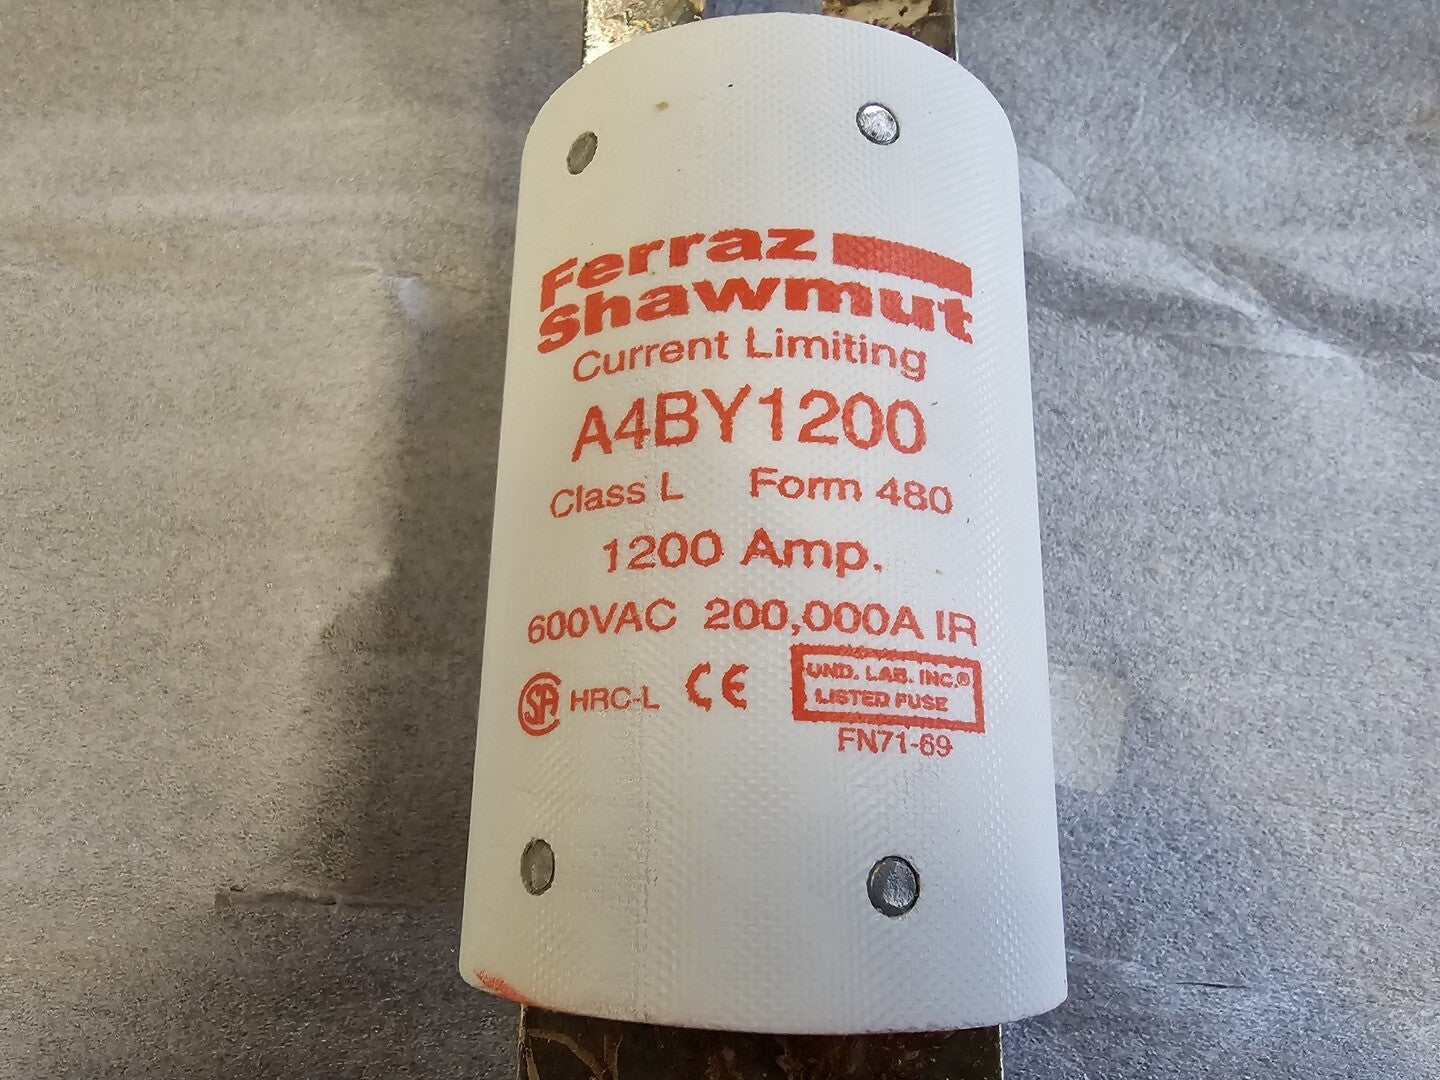 Ferraz
Shawmut
Current Limiting
A4BY1200
Class L Form 480
1200 Amp.
600VAC 200,000A IR
CSA HRC-L CE
UND. LAB. INC.®
LISTED FUSE
FN71-69